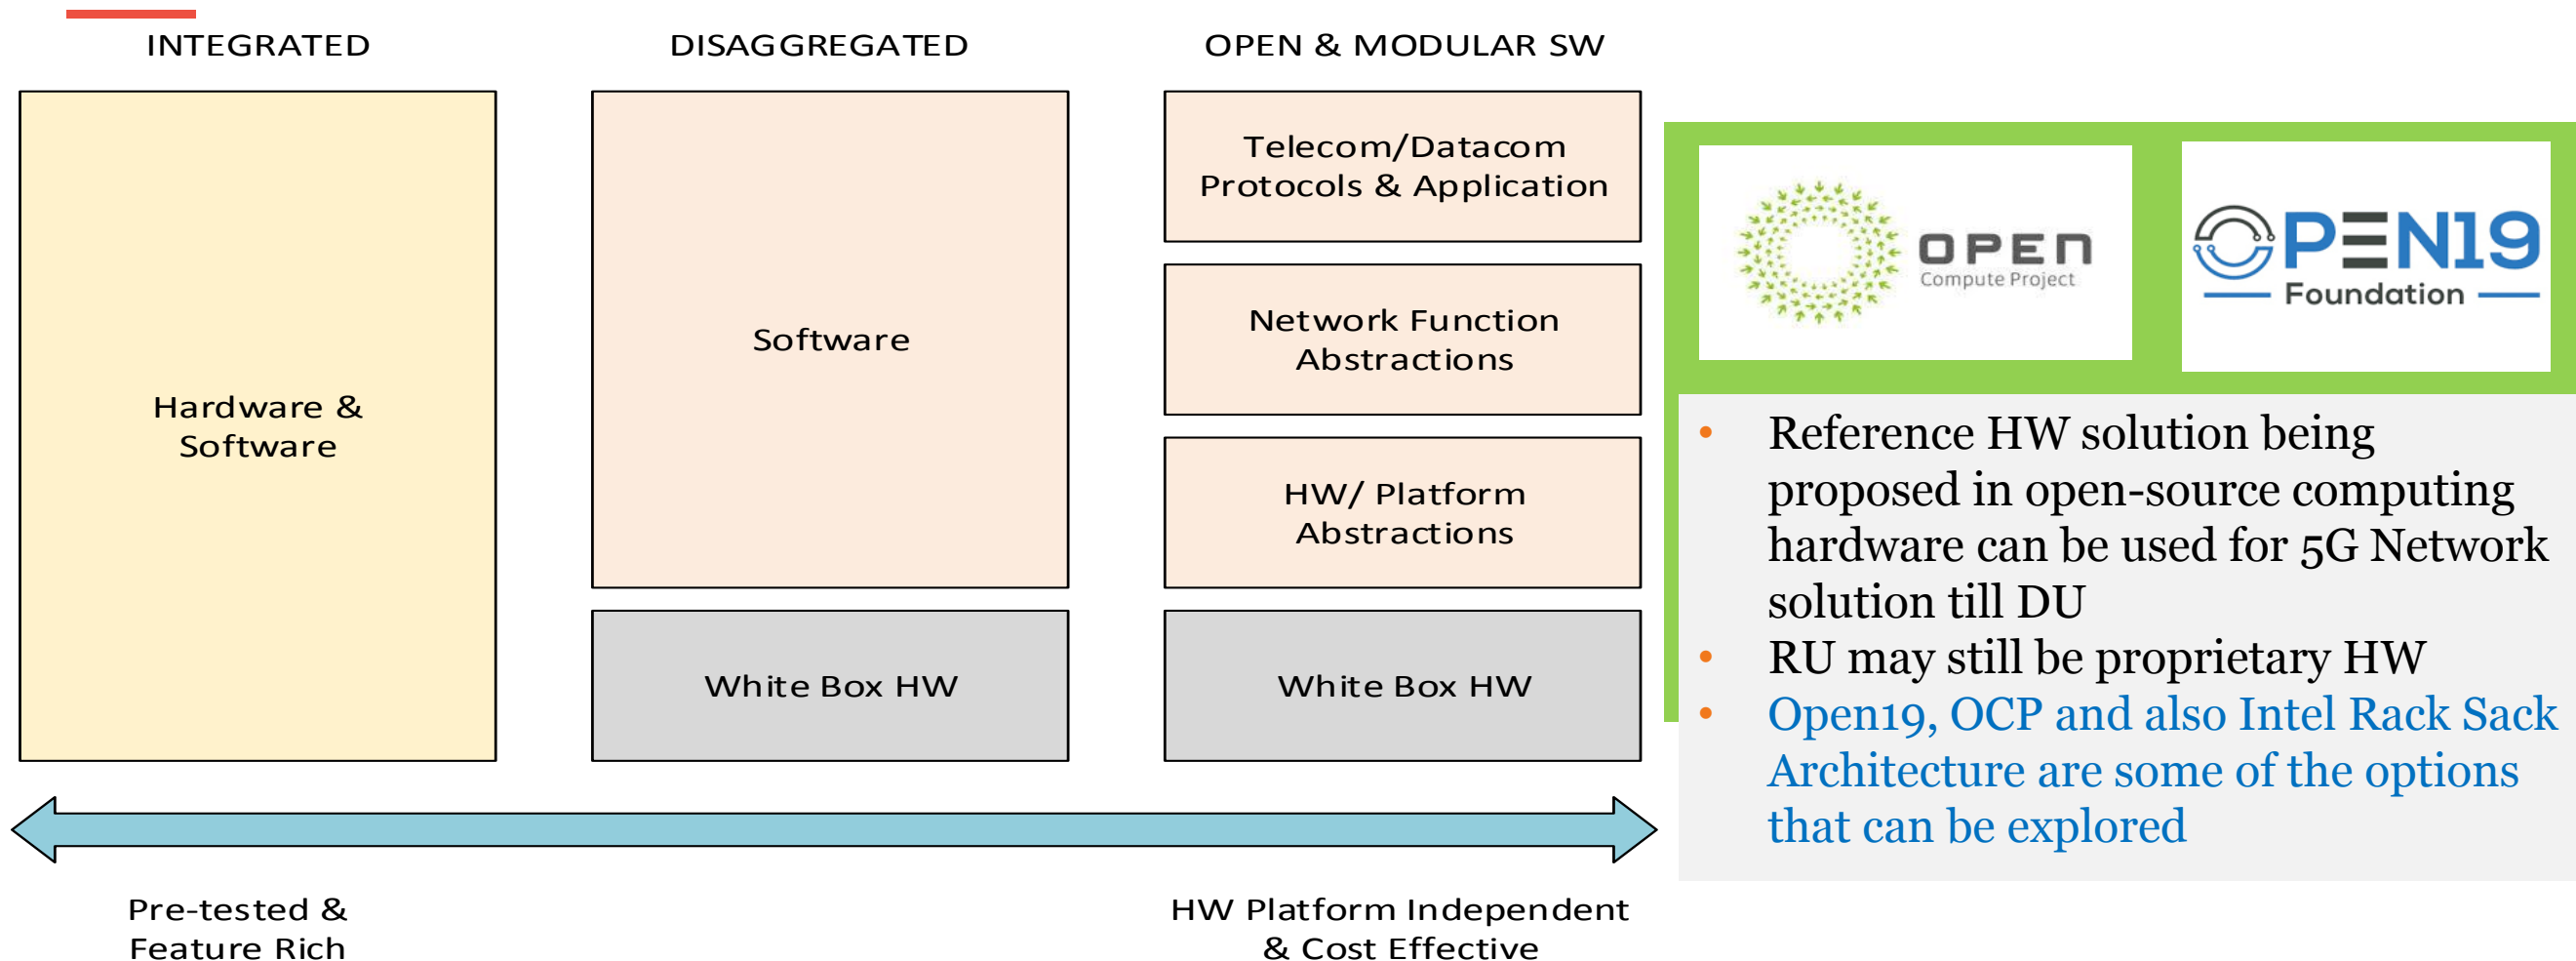 INTEGRATED
Hardware &
Software
DISAGGREGATED
Software
White Box HW
OPEN & MODULAR SW
Telecom/Datacom
Protocols & Application
Network Function
Abstractions
HW/ Platform
Abstractions
White Box HW
Pre-tested &
Feature Rich
HW Platform Independent
& Cost Effective
OPEN
Compute Project
OPEN19
Foundation
• Reference HW solution being
proposed in open-source computing
hardware can be used for 5G Network
solution till DU
• RU may still be proprietary HW
• Open19, OCP and also Intel Rack Sack
Architecture are some of the options
that can be explored